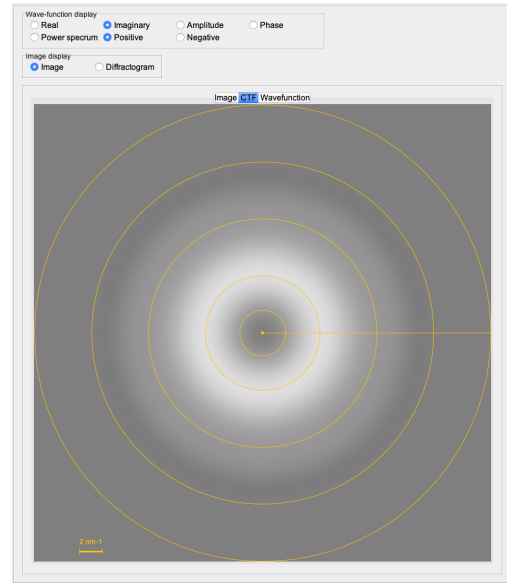 Wave-function display
Real Imaginary Amplitude Phase
Power specrum Positive Negative
Image display
Image Diffractogram
Image CTF Wavefunction
2 nm-1